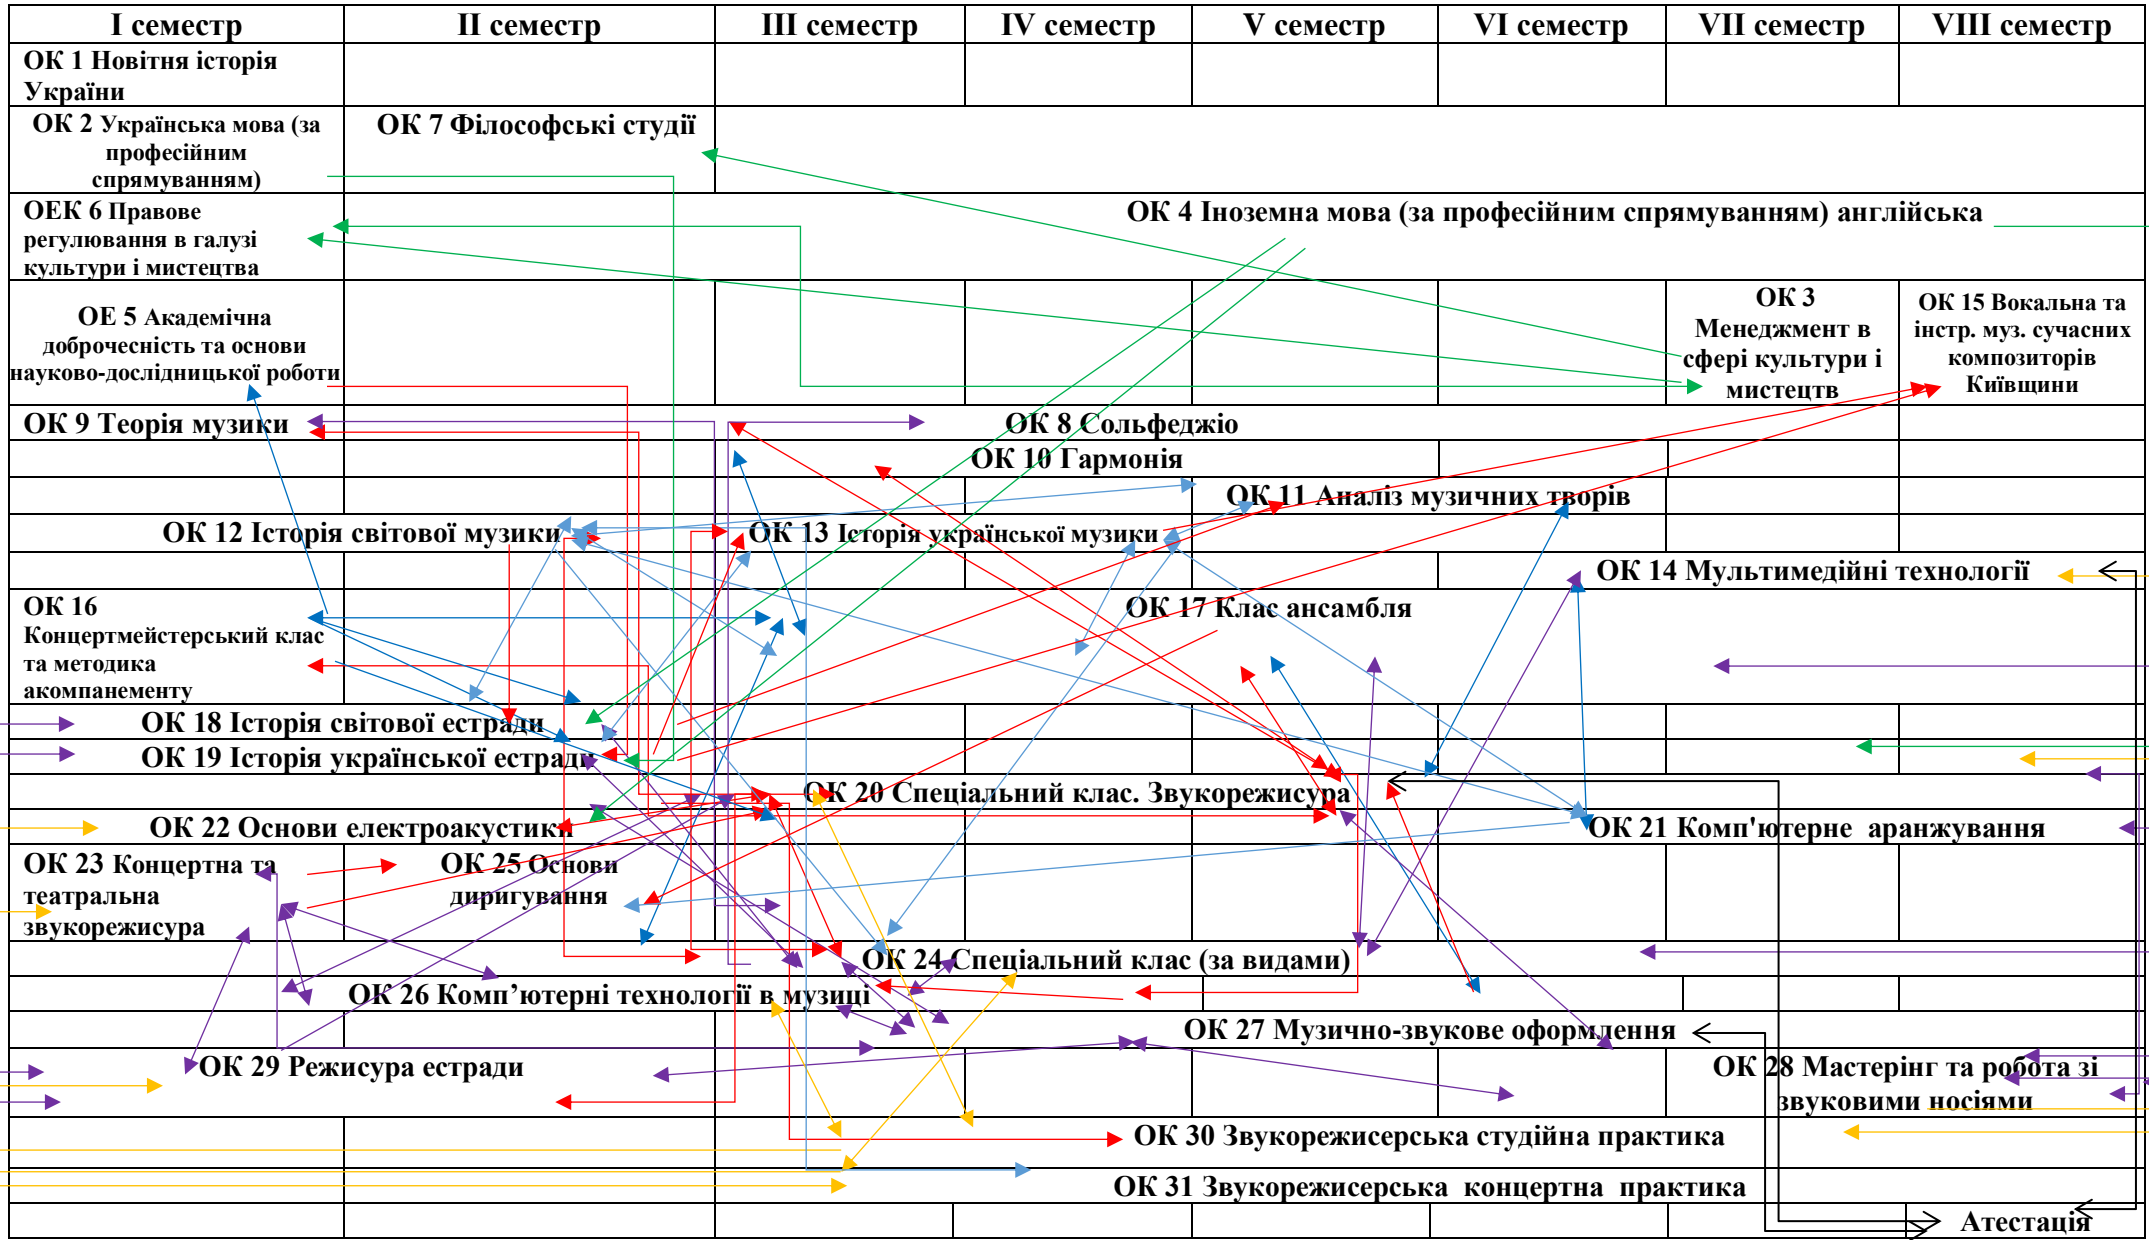 I семестр
II семестр
III семестр
IV семестр
V семестр
VI семестр
VII семестр
VIII семестр
ОК 1 Новітня історія
України
ОК 2 Українська мова (за
професійним
спрямуванням)
ОК 7 Філософські студії
ОЕК 6 Правове
регулювання в галузі
культури і мистецтва
ОК 4 Іноземна мова (за професійним спрямуванням) англійська
ОЕ 5 Академічна
доброчесність та основи
науково-дослідницької роботи
ОК 3
Менеджмент в
сфері культури і
мистецтв
ОК 15 Вокальна та
інстр. муз. сучасних
композиторів
Київщини
ОК 9 Теорія музики
ОК 8 Сольфеджіо
ОК 10 Гармонія
ОК 11 Аналіз музичних творів
ОК 12 Історія світової музики
ОК 13 Історія української музики
ОК 14 Мультимедійні технології
ОК 16
Концертмейстерський клас
та методика
акомпанементу
ОК 17 Клас ансамбля
ОК 18 Історія світової естради
ОК 19 Історія української естради
ОК 20 Спеціальний клас. Звукорежисура
ОК 22 Основи електроакустики
ОК 21 Комп'ютерне аранжування
ОК 23 Концертна та
театральна
звукорежисура
ОК 25 Основи
диригування
ОК 24 Спеціальний клас (за видами)
ОК 26 Комп’ютерні технології в музиці
ОК 27 Музично-звукове оформлення
ОК 29 Режисура естради
ОК 28 Мастерінг та робота зі
звуковими носіями
ОК 30 Звукорежисерська студійна практика
ОК 31 Звукорежисерська концертна практика
Атестація